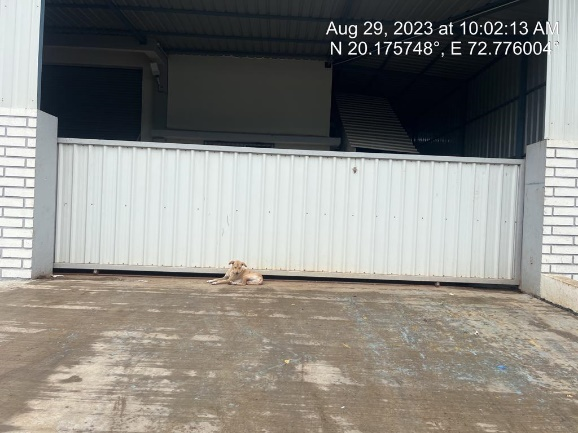 Aug 29, 2023 at 10:02:13 AM
N 20.175748°, E 72.776004°